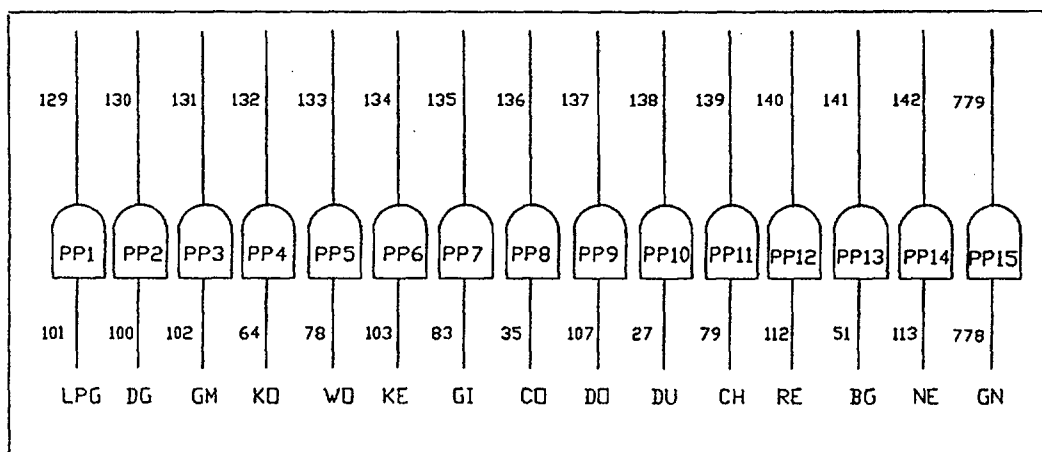 129 130 131 132 133 134 135 136 137 138 139 140 141 142 779
PP1 PP2 PP3 PP4 PP5 PP6 PP7 PP8 PP9 PP10 PP11 PP12 PP13 PP14 PP15
101 100 102 64 78 103 83 35 107 27 79 112 51 113 778
LPG DG GM KO WO KE GI CO DO DU CH RE BG NE GN